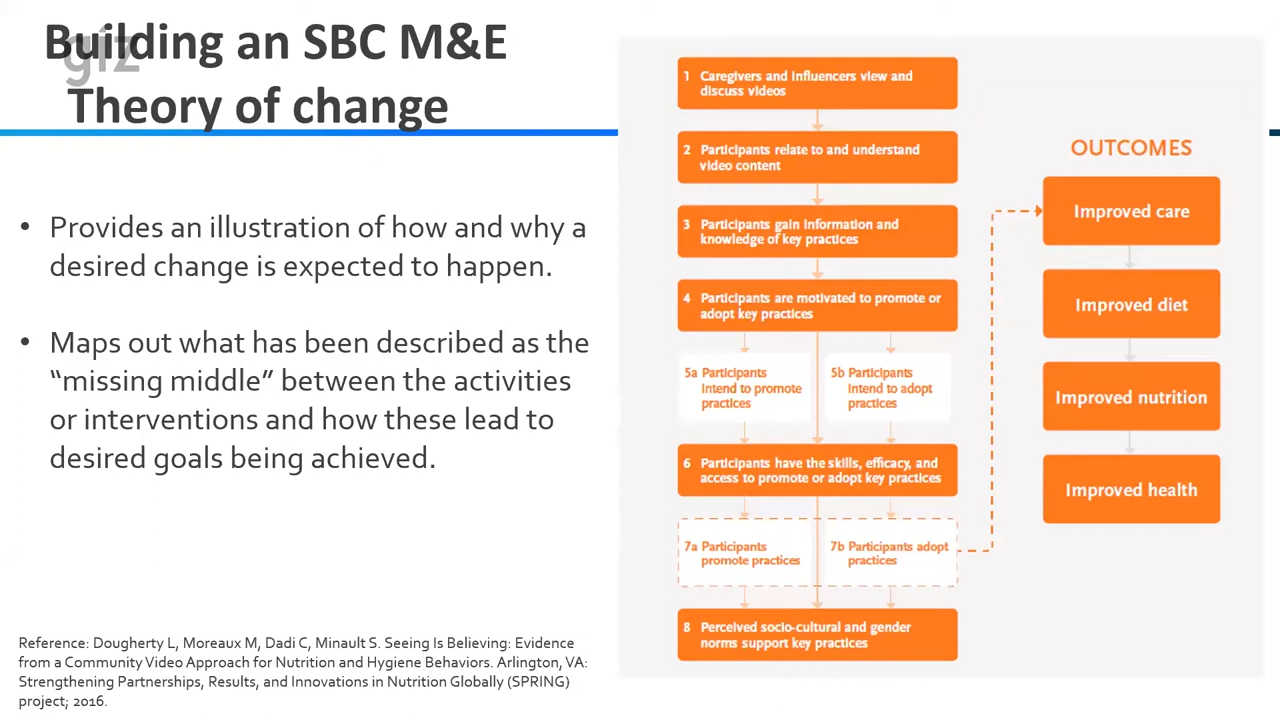 Building an SBC M&E
Theory of change
giz
• Provides an illustration of how and why a
desired change is expected to happen.
• Maps out what has been described as the
“missing middle” between the activities
or interventions and how these lead to
desired goals being achieved.
Reference: Dougherty L, Moreaux M, Dadi C, Minault S. Seeing Is Believing: Evidence
from a Community Video Approach for Nutrition and Hygiene Behaviors. Arlington, VA:
Strengthening Partnerships, Results, and Innovations in Nutrition Globally (SPRING)
project; 2016.
1 Caregivers and influencers view and
discuss videos
2 Participants relate to and understand
video content
3 Participants gain information and
knowledge of key practices
4 Participants are motivated to promote or
adopt key practices
5a Participants
intend to promote
practices
5b Participants
intend to adopt
practices
6 Participants have the skills, efficacy, and
access to promote or adopt key practices
7a Participants
promote practices
7b Participants adopt
practices
8 Perceived socio-cultural and gender
norms support key practices
OUTCOMES
Improved care
Improved diet
Improved nutrition
Improved health